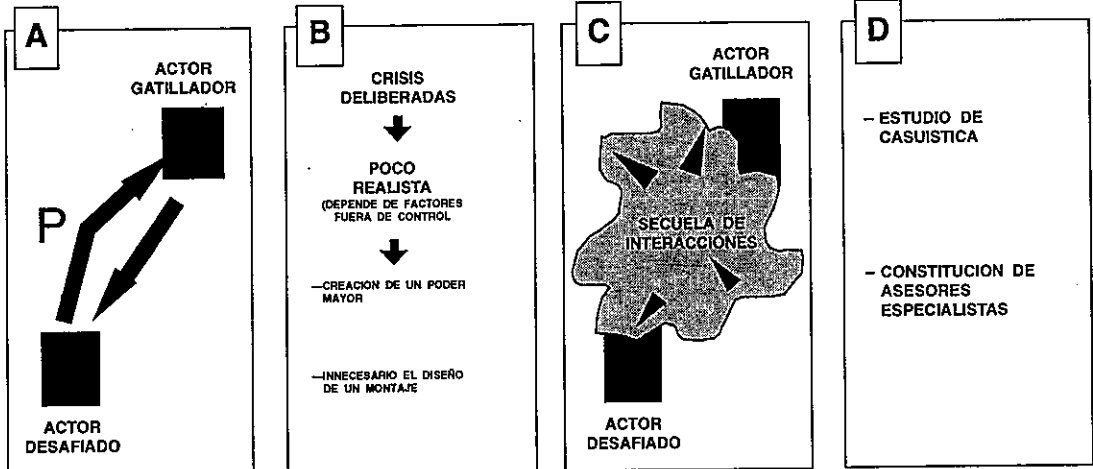 A
ACTOR
GATILLADOR
P
ACTOR
DESAFIADO
B
CRISIS
DELIBERADAS
POCO
REALISTA
(DEPENDE DE FACTORES
FUERA DE CONTROL
—CREACION DE UN PODER
MAYOR
—INNECESARIO EL DISEÑO
DE UN MONTAJE
C
ACTOR
GATILLADOR
SECUELA DE
INTERACCIONES
ACTOR
DESAFIADO
D
– ESTUDIO DE
CASUISTICA
– CONSTITUCION DE
ASESORES
ESPECIALISTAS